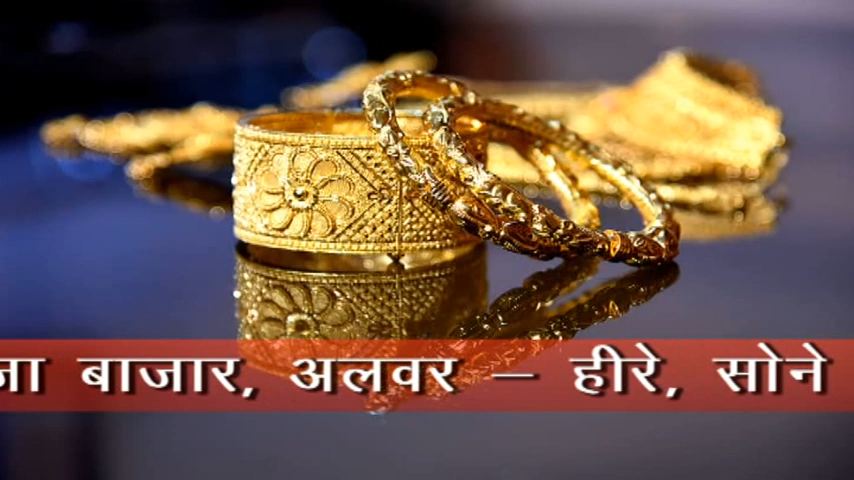 जा बाजार, अलवर – हीरे, सोने